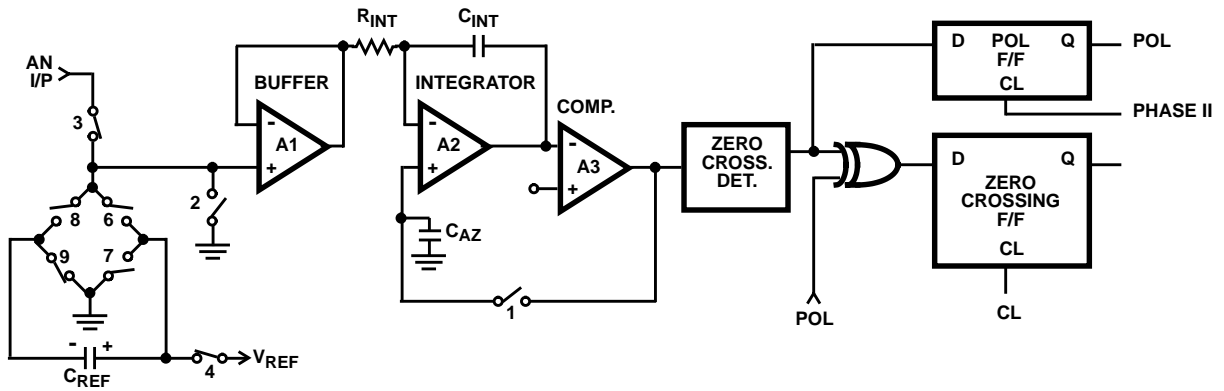 AN
I/P
3
8
6
9
7
2
-
+
C_REF
4
V_REF
BUFFER
-
A1
+
R_INT
C_INT
INTEGRATOR
-
A2
+
C_AZ
1
COMP.
-
A3
+
ZERO
CROSS.
DET.
POL
D POL Q
F/F
CL
POL
PHASE II
D Q
ZERO
CROSSING
F/F
CL
CL